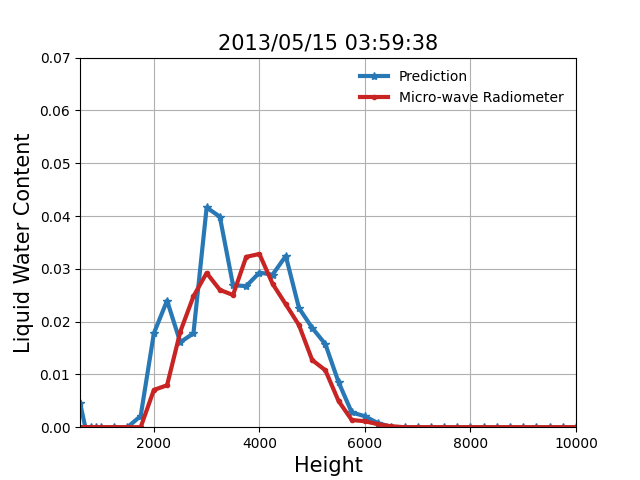 2013/05/15 03:59:38
0.07
0.06
0.05
0.04
0.03
0.02
0.01
0.00
Liquid Water Content
Prediction
Micro-wave Radiometer
2000 4000 6000 8000 10000
Height